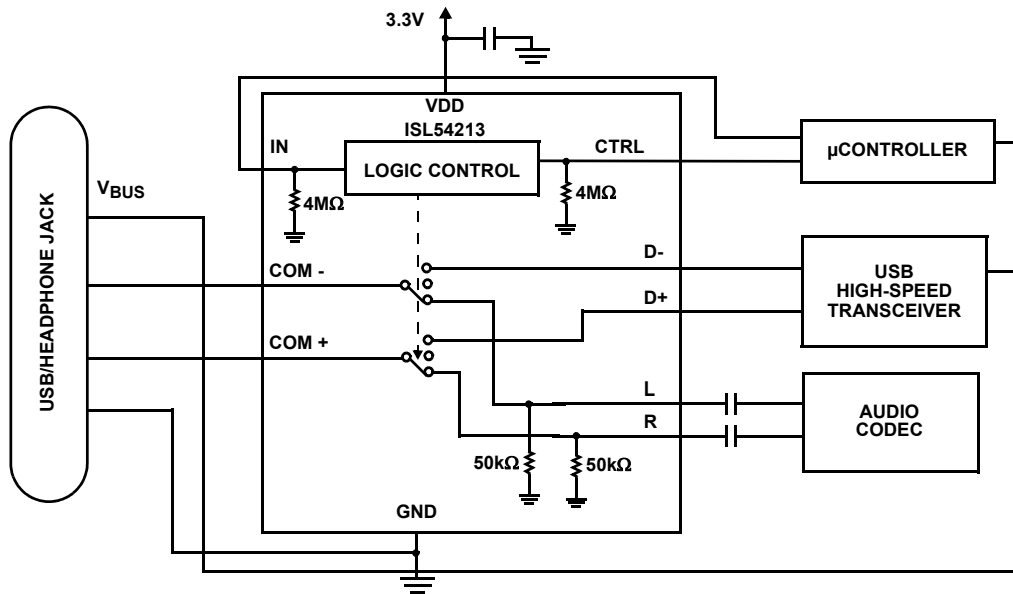 3.3V
VDD
ISL54213
IN
LOGIC CONTROL
CTRL
4MΩ
4MΩ
µCONTROLLER
USB/HEADPHONE JACK
VBUS
COM -
COM +
D-
D+
USB
HIGH-SPEED
TRANSCEIVER
L
R
50kΩ
50kΩ
AUDIO
CODEC
GND